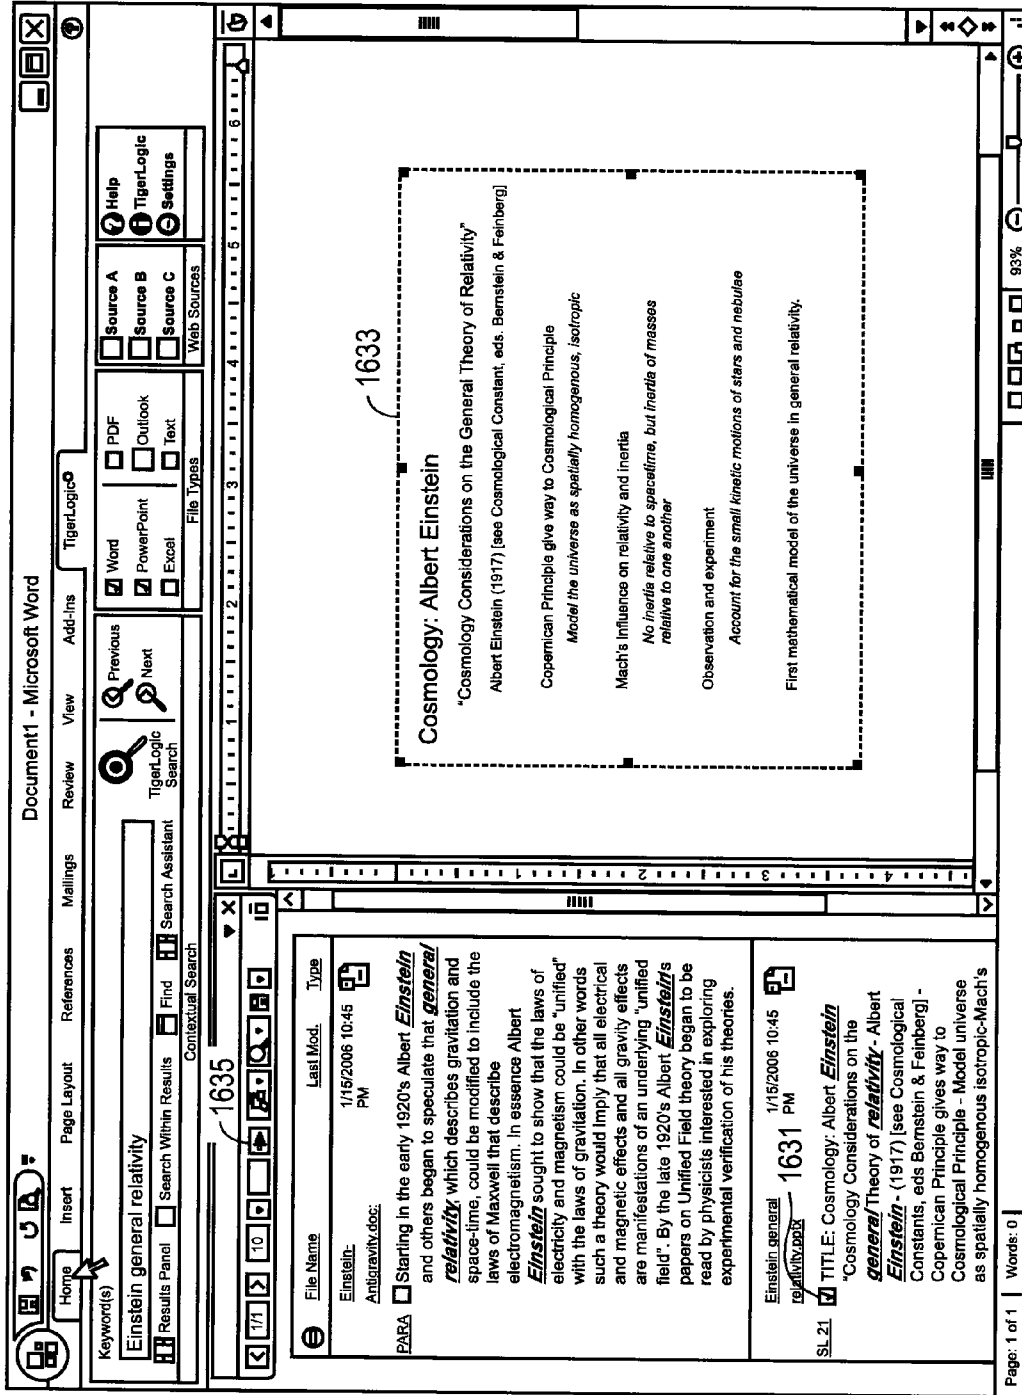 Document1 - Microsoft Word
Home Insert Page Layout References Mailings Review View Add-Ins TigerLogic
Keyword(s)
Einstein general relativity
Results Panel Search Within Results Find Search Assistant
Contextual Search
TigerLogic
Search
Previous
Next
Word PDF
PowerPoint Outlook
Excel Text
File Types
Source A
Source B
Source C
Web Sources
Help
TigerLogic
Settings
1635
1/1 10
File Name Last Mod. Type
Einstein-
Antigravity.doc:
1/15/2006 10:45
PM
PARA Starting in the early 1920's Albert Einstein
and others began to speculate that general
relativity, which describes gravitation and
space-time, could be modified to include the
laws of Maxwell that describe
electromagnetism. In essence Albert
Einstein sought to show that the laws of
electricity and magnetism could be "unified"
with the laws of gravitation. In other words
such a theory would imply that all electrical
and magnetic effects and all gravity effects
are manifestations of an underlying "unified
field". By the late 1920's Albert Einstein's
papers on Unified Field theory began to be
read by physicists interested in exploring
experimental verification of his theories.
Einstein general
relativity.pptx
1631
1/15/2006 10:45
PM
SL 21 TITLE: Cosmology: Albert Einstein
"Cosmology Considerations on the
general Theory of relativity - Albert
Einstein - (1917) [see Cosmological
Constants, eds Bernstein & Feinberg] -
Copernican Principle gives way to
Cosmological Principle - Model universe
as spatially homogenous isotropic-Mach's
1 2 3 4 5 6
1 2 3 4
1633
Cosmology: Albert Einstein
"Cosmology Considerations on the General Theory of Relativity"
Albert Einstein (1917) [see Cosmological Constant, eds. Bernstein & Feinberg]
Copernican Principle give way to Cosmological Principle
Model the universe as spatially homogenous, isotropic
Mach's Influence on relativity and inertia
No inertia relative to spacetime, but inertia of masses
relative to one another
Observation and experiment
Account for the small kinetic motions of stars and nebulae
First mathematical model of the universe in general relativity.
Page: 1 of 1 Words: 0 93%